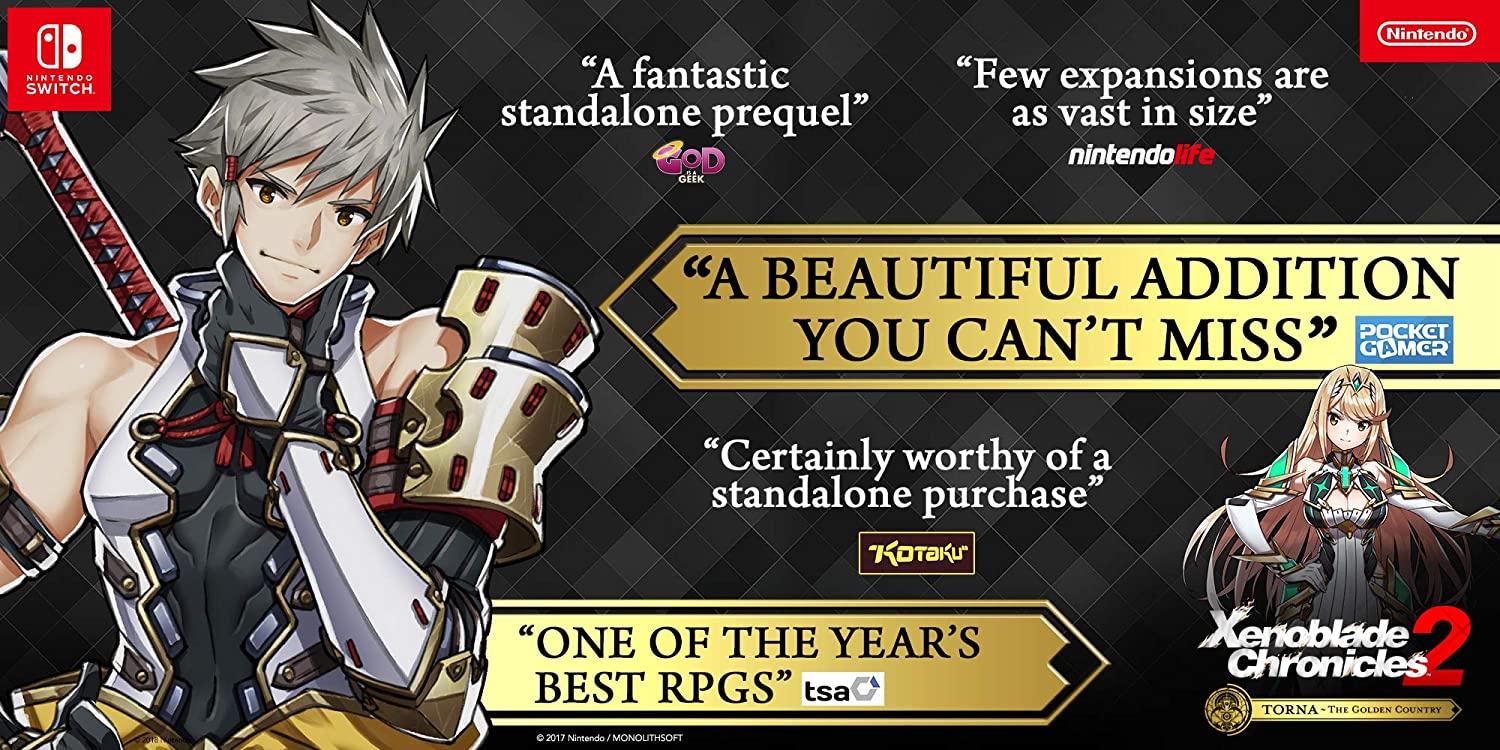 NINTENDO
SWITCH
Nintendo
“A fantastic
standalone prequel”
GOD
IS A
GEEK
“Few expansions are
as vast in size”
nintendolife
“A BEAUTIFUL ADDITION
YOU CAN’T MISS”
POCKET
GAMER
“Certainly worthy of a
standalone purchase”
KOTAKU
“ONE OF THE YEAR’S
BEST RPGS”
tsa
Xenoblade
Chronicles 2
TORNA ~ The Golden Country
© 2018 Nintendo
© 2017 Nintendo / MONOLITHSOFT